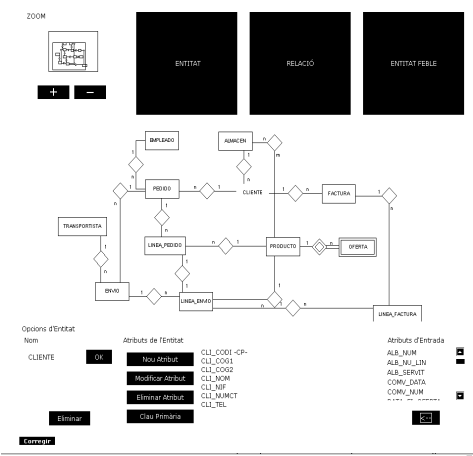 ZOOM
+ −
ENTITAT
RELACIÓ
ENTITAT FEBLE
EMPLEADO
ALMACEN
PEDIDO
CLIENTE
FACTURA
TRANSPORTISTA
LINEA_PEDIDO
PRODUCTO
OFERTA
ENVIO
LINEA_ENVIO
LINEA_FACTURA
Opcions d'Entitat
Nom
CLIENTE
OK
Eliminar
Atributs de l'Entitat
Nou Atribut
Modificar Atribut
Eliminar Atribut
Clau Primària
CLI_CODI -CP-
CLI_COG1
CLI_COG2
CLI_NOM
CLI_NIF
CLI_NUMCT
CLI_TEL
Atributs d'Entrada
ALB_NUM
ALB_NU_LIN
ALB_SERVIT
COMV_DATA
COMV_NUM
<--
Corregir